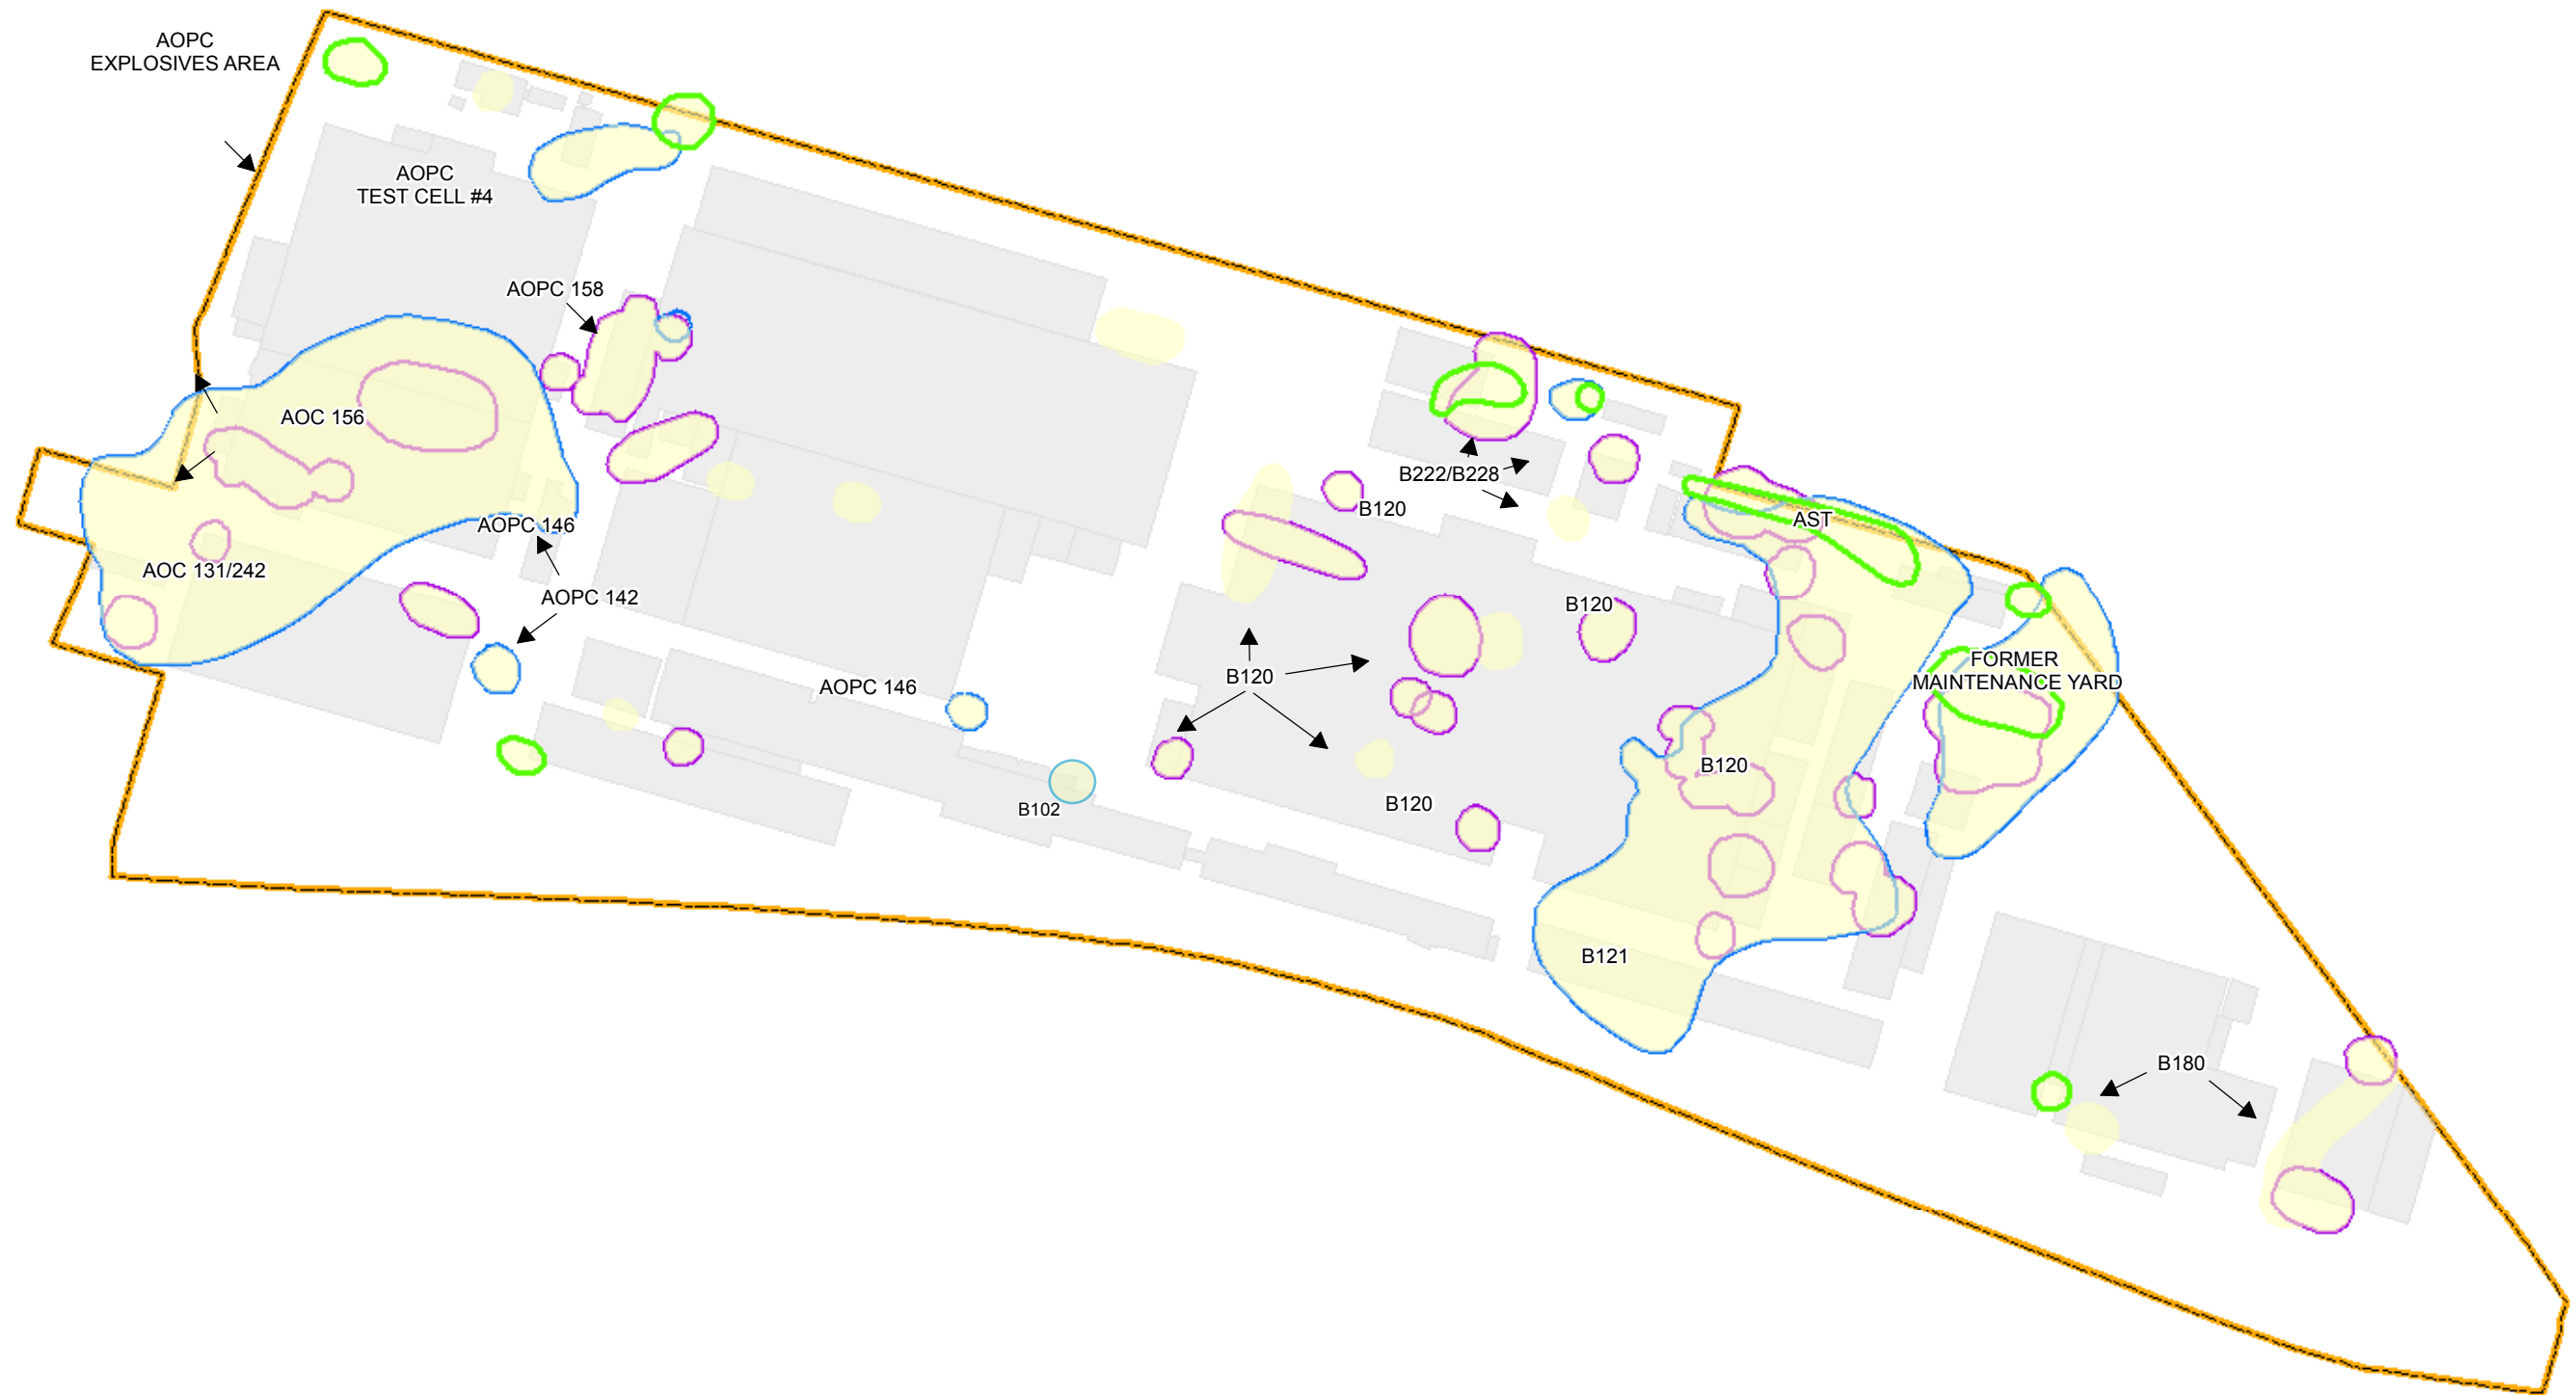 AOPC
EXPLOSIVES AREA
AOPC
TEST CELL #4
AOPC 158
AOC 156
AOPC 146
AOC 131/242
AOPC 142
AOPC 146
B102
B222/B228
B120
B120
B120
B120
B120
B121
AST
FORMER
MAINTENANCE YARD
B180